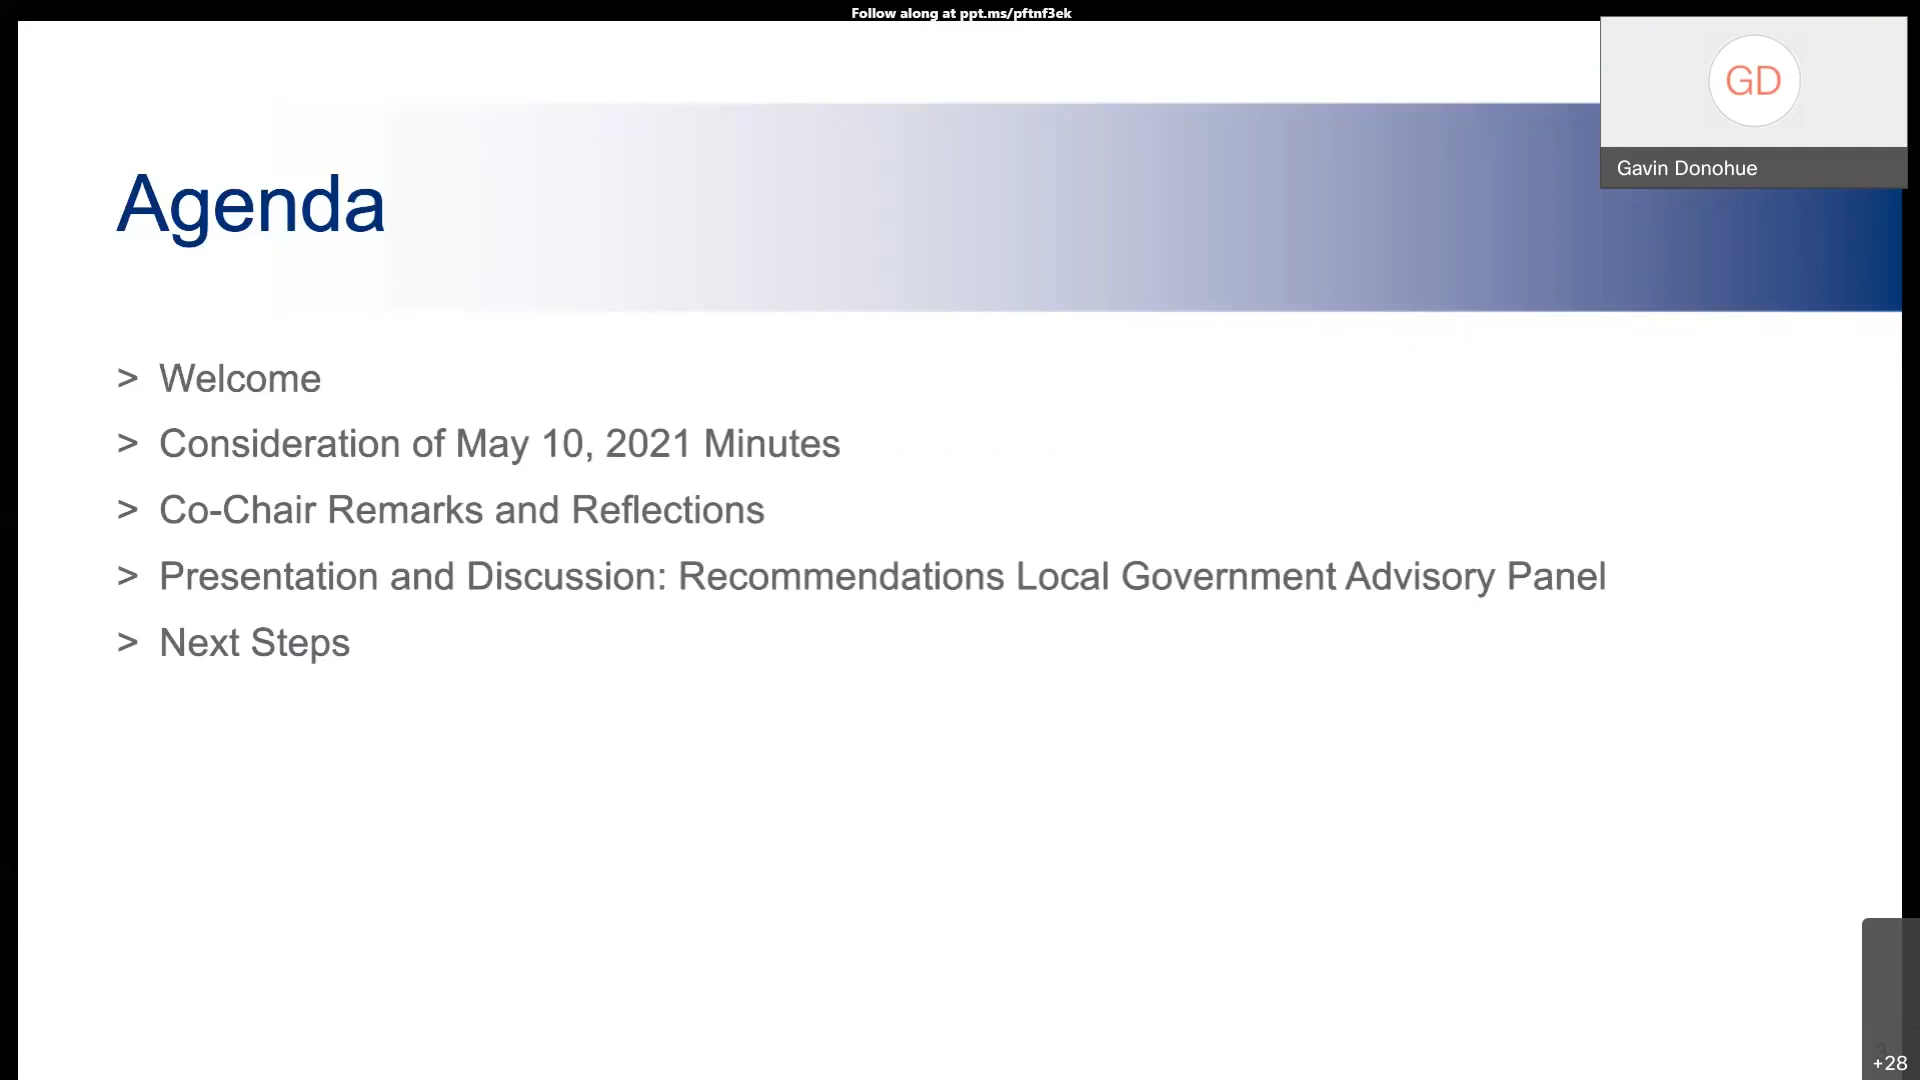 Follow along at ppt.ms/pftnf3ek
GD
Gavin Donohue
Agenda
> Welcome
> Consideration of May 10, 2021 Minutes
> Co-Chair Remarks and Reflections
> Presentation and Discussion: Recommendations Local Government Advisory Panel
> Next Steps
3
+28